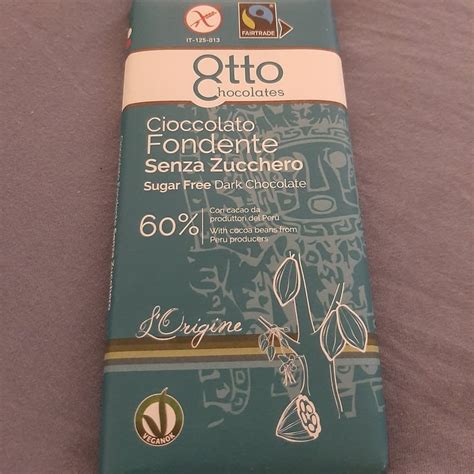 IT-125-013
FAIRTRADE
8tto
Chocolates
Cioccolato
Fondente
Senza Zucchero
Sugar Free Dark Chocolate
60%
Con cacao da
produttori del Perù
With cocoa beans from
Peru producers
L'Origine
VEGANOK